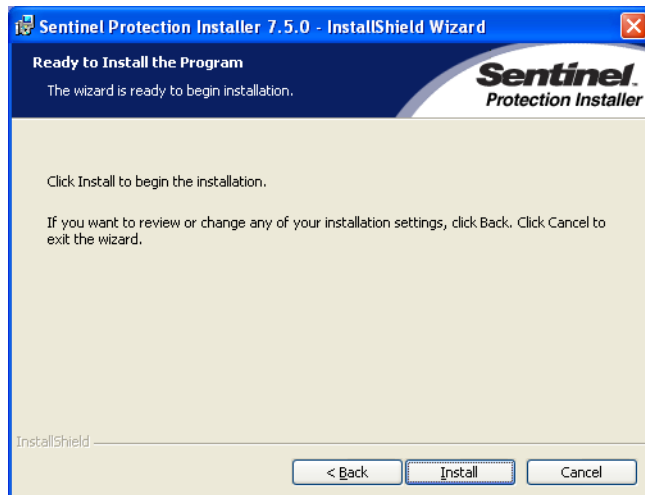 Sentinel Protection Installer 7.5.0 - InstallShield Wizard
Ready to Install the Program
The wizard is ready to begin installation.
Sentinel.
Protection Installer
Click Install to begin the installation.
If you want to review or change any of your installation settings, click Back. Click Cancel to
exit the wizard.
InstallShield
< Back
Install
Cancel